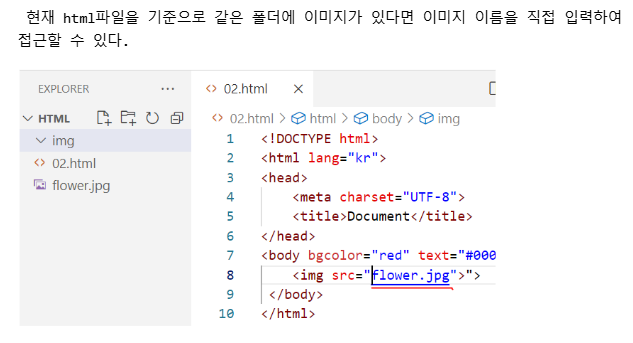 현재 html파일을 기준으로 같은 폴더에 이미지가 있다면 이미지 이름을 직접 입력하여
접근할 수 있다.
EXPLORER ...
HTML
img
02.html
flower.jpg
02.html ×
02.html > html > body > img
1 <!DOCTYPE html>
2 <html lang="kr">
3 <head>
4 <meta charset="UTF-8">
5 <title>Document</title>
6 </head>
7 <body bgcolor="red" text="#000
8 <img src="flower.jpg">">
9 </body>
10 </html>